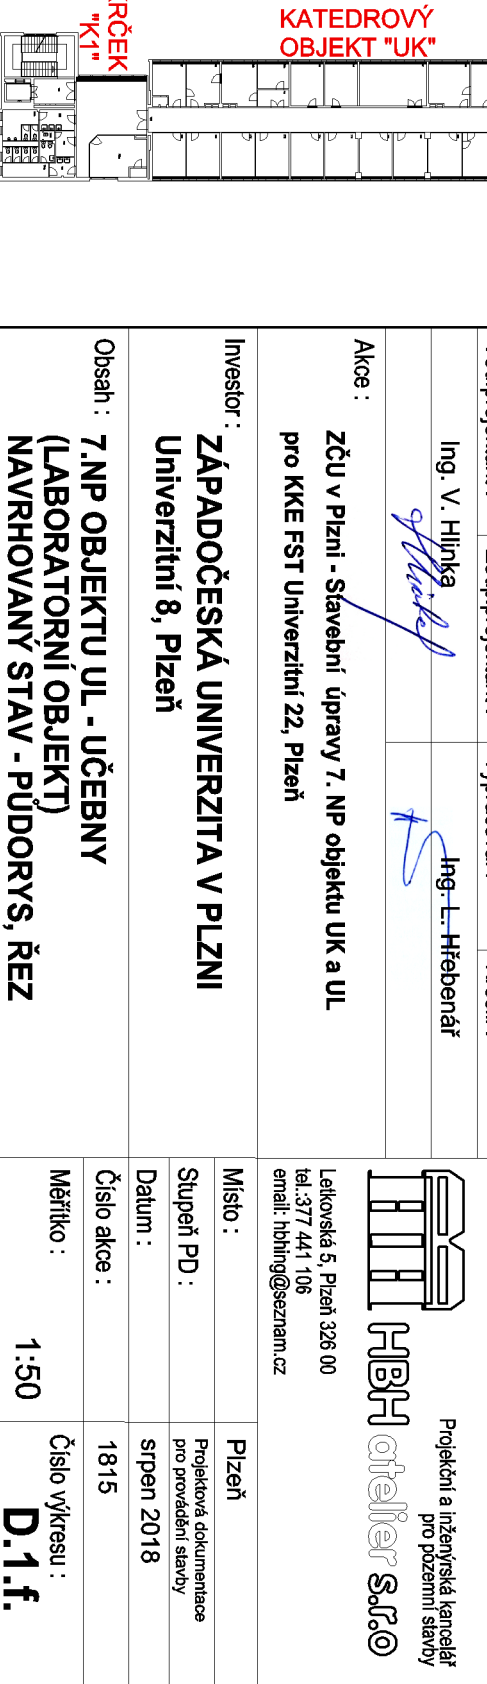 KATEDROVÝ
OBJEKT "UK"
RČEK
"K1"
Ing. V. Hlinka
Ing. L. Hřebenář
Akce :
ZČU v Plzni - Stavební úpravy 7. NP objektu UK a UL
pro KKE FST Univerzitní 22, Plzeň
Investor :
ZÁPADOČESKÁ UNIVERZITA V PLZNI
Univerzitní 8, Plzeň
Obsah :
7.NP OBJEKTU UL - UČEBNY
(LABORATORNÍ OBJEKT)
NAVRHOVANÝ STAV - PŮDORYS, ŘEZ
Projekční a inženýrská kancelář
pro pozemní stavby
HBH atelier s.r.o
Letkovská 5, Plzeň 326 00
tel.:377 441 106
email: hbhing@seznam.cz
Místo : Plzeň
Stupeň PD : Projektová dokumentace
pro provádění stavby
Datum : srpen 2018
Číslo akce : 1815
Měřítko : 1:50
Číslo výkresu :
D.1.f.